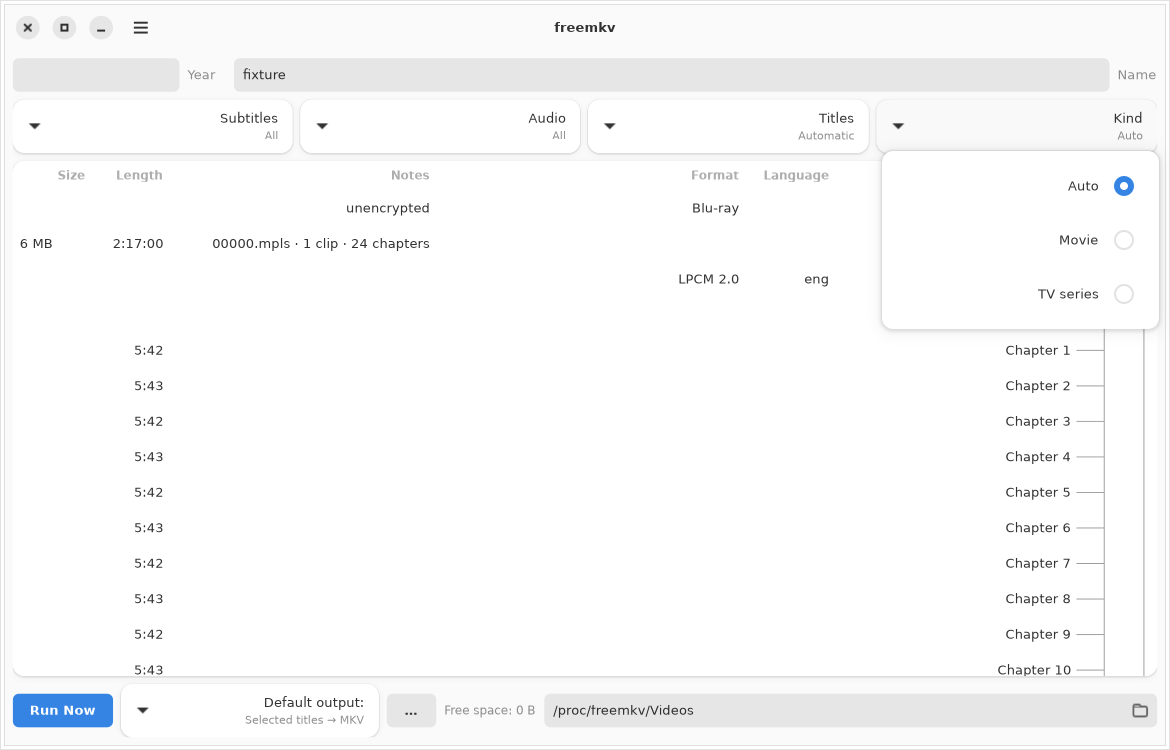 freemkv
Year
fixture
Name
Subtitles
All
Audio
All
Titles
Automatic
Kind
Auto
Size
Length
Notes
Format
Language
Auto
Movie
TV series
unencrypted
Blu-ray
6 MB
2:17:00
00000.mpls · 1 clip · 24 chapters
LPCM 2.0
eng
5:42
Chapter 1
5:43
Chapter 2
5:42
Chapter 3
5:43
Chapter 4
5:42
Chapter 5
5:43
Chapter 6
5:42
Chapter 7
5:43
Chapter 8
5:42
Chapter 9
5:43
Chapter 10
Run Now
Default output:
Selected titles → MKV
...
Free space: 0 B
/proc/freemkv/Videos